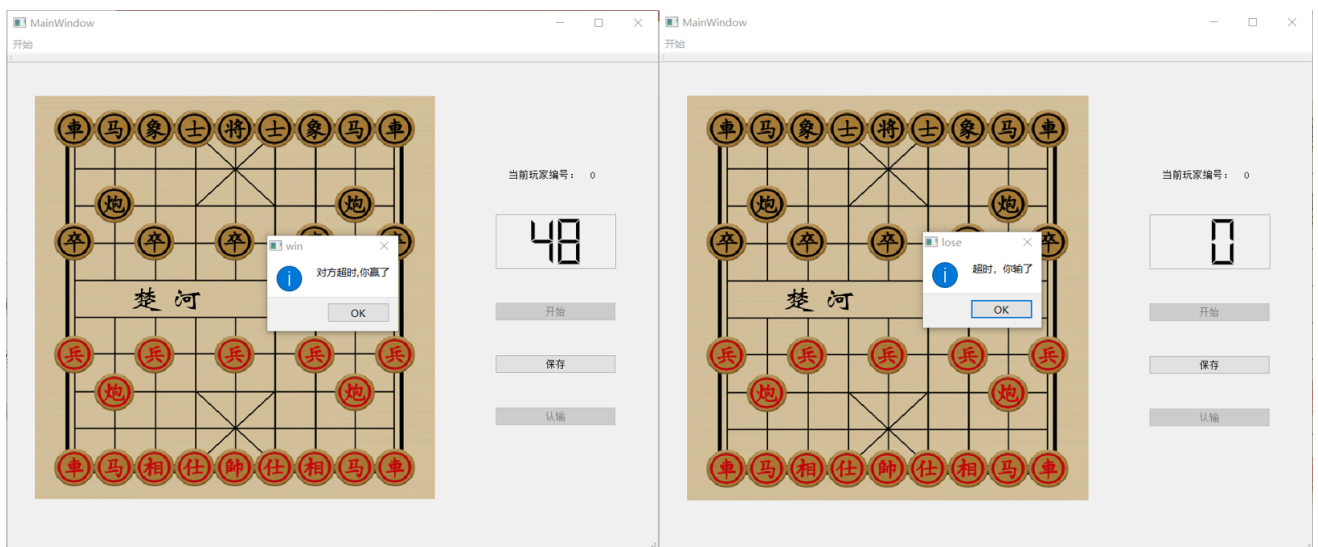 MainWindow
开始
車马象士将士象马車
当前玩家编号： 0
炮 炮
48
卒 卒 卒 卒
win
对方超时,你赢了
OK
楚河
开始
兵 兵 兵 兵 兵
保存
炮 炮
认输
車马相仕帥仕相马車
MainWindow
开始
車马象士将士象马車
当前玩家编号： 0
炮 炮
0
卒 卒 卒 卒
lose
超时，你输了
OK
楚河
开始
兵 兵 兵 兵 兵
保存
炮 炮
认输
車马相仕帥仕相马車